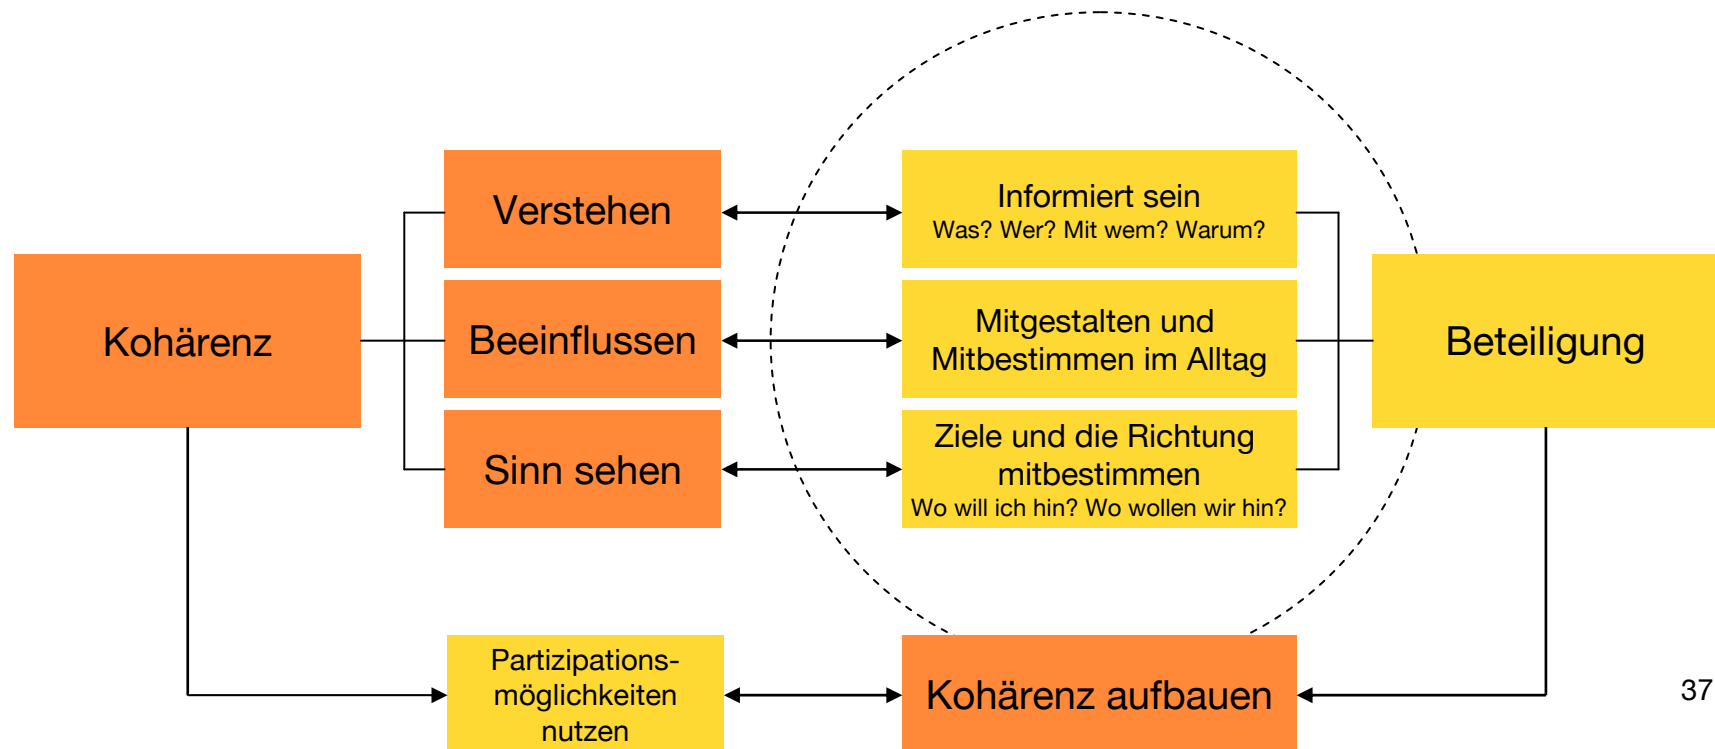 Verstehen
Informiert sein
Was? Wer? Mit wem? Warum?
Kohärenz
Beeinflussen
Mitgestalten und
Mitbestimmen im Alltag
Beteiligung
Sinn sehen
Ziele und die Richtung
mitbestimmen
Wo will ich hin? Wo wollen wir hin?
Partizipations-
möglichkeiten
nutzen
Kohärenz aufbauen
37